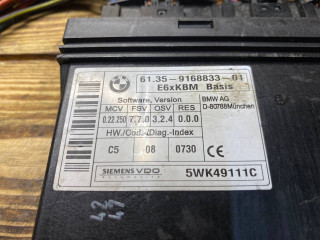 61.35-9168833-01
E6xKBM Basis
Software, Version
BMW AG
MCV FSV OSV RES
D-80788München
0.22.250 7.7.0 3.2.4 0.0.0
HW./Cod./Diag.-Index
C5 08 0730 CE
SIEMENS VDO
AUTOMOTIVE
5WK49111C